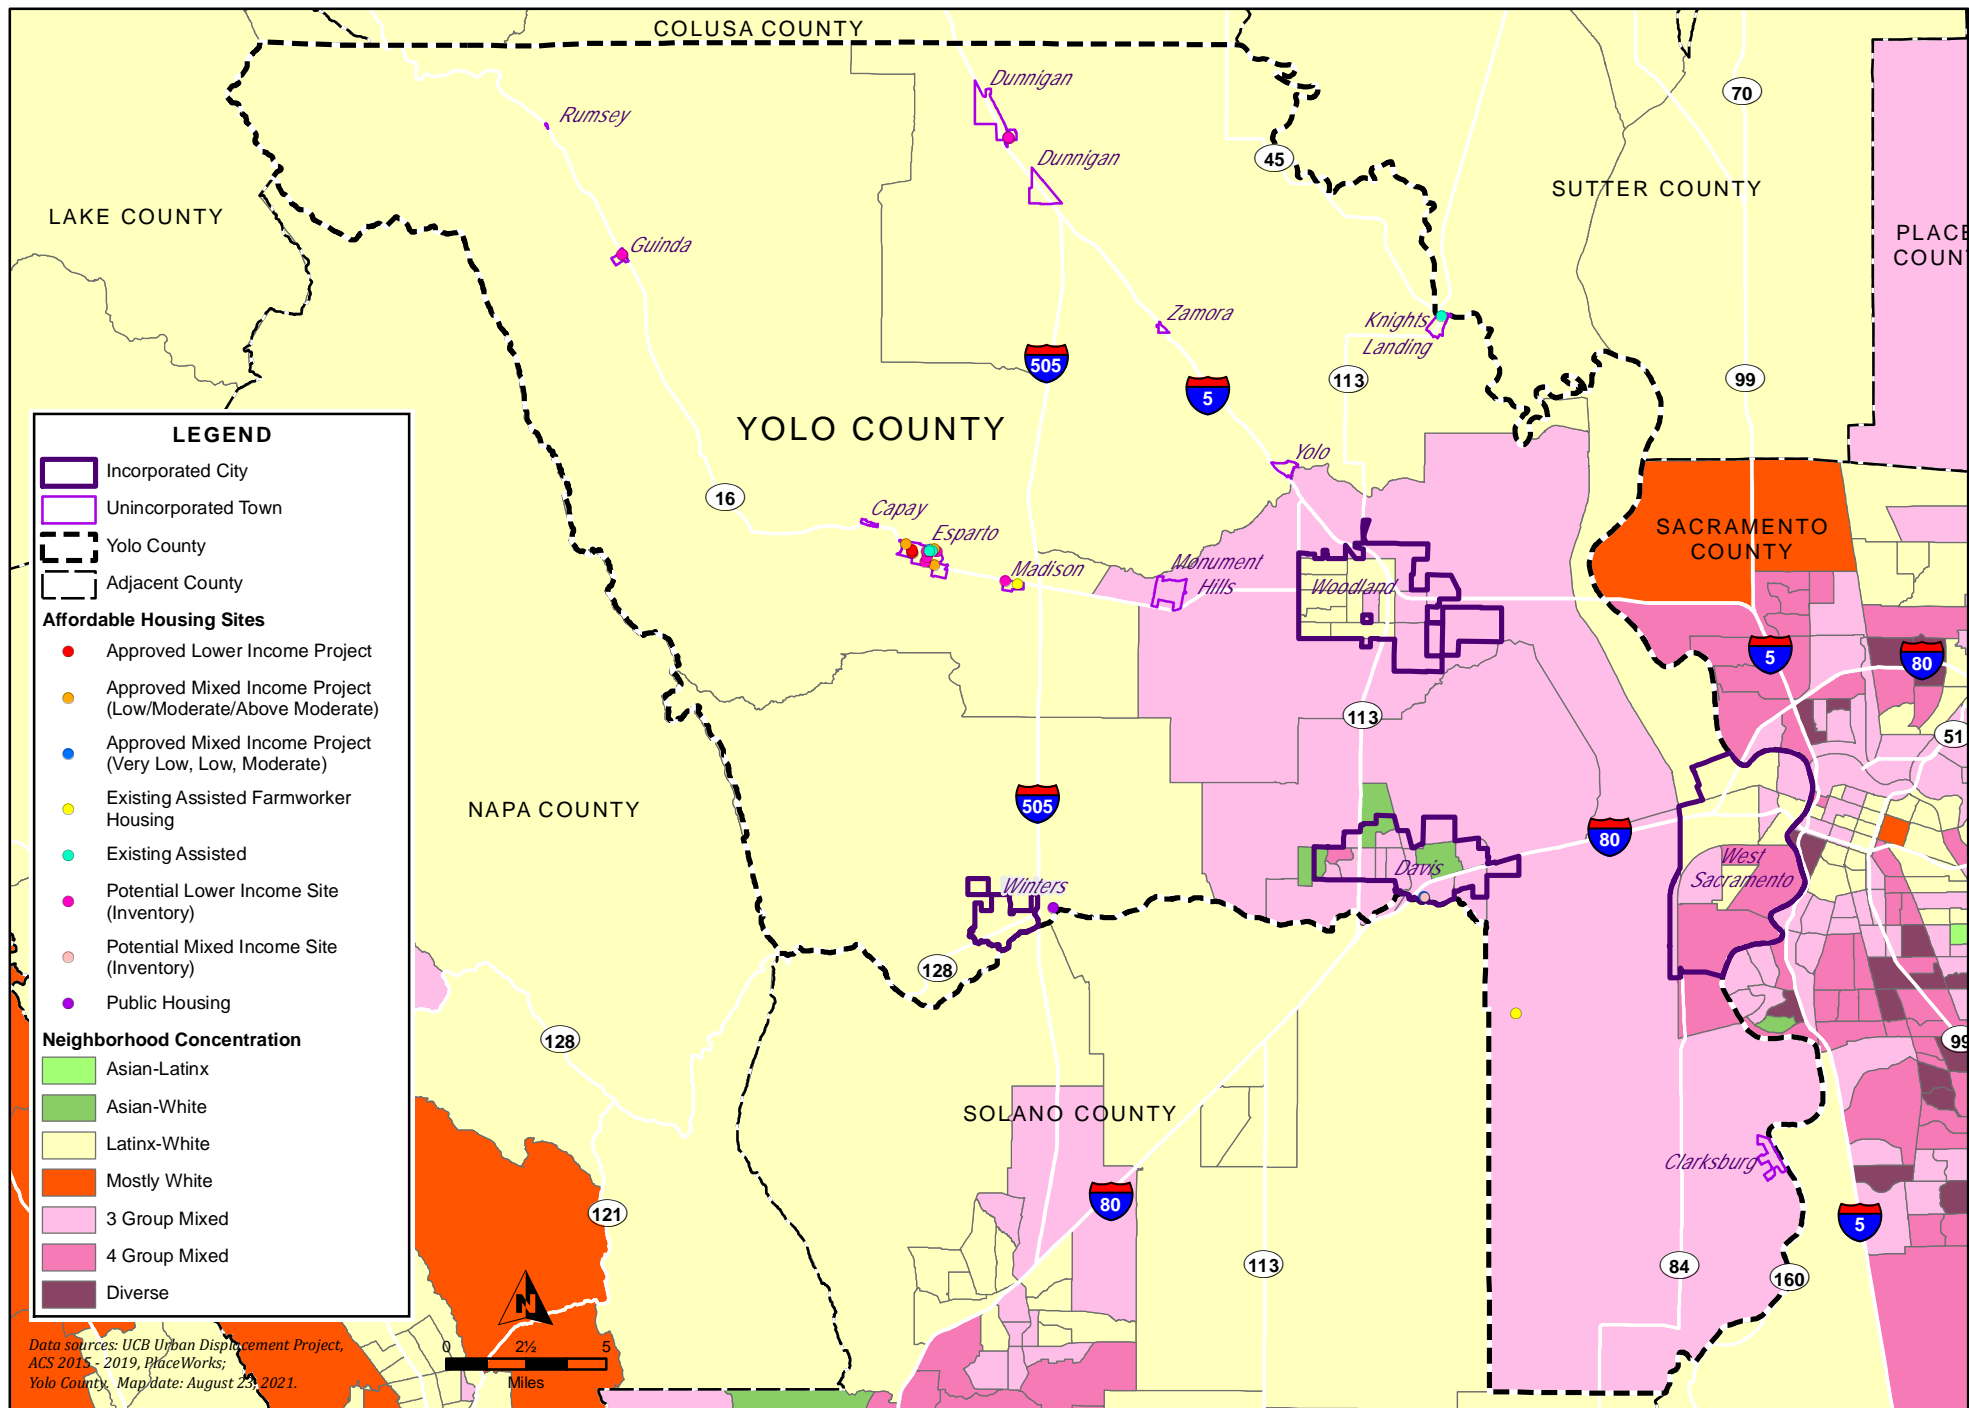 COLUSA COUNTY
Dunnigan
70
Rumsey
45
Dunnigan
SUTTER COUNTY
LAKE COUNTY
PLACE
COUN
Guinda
Zamora
Knights
Landing
505
113
99
5
YOLO COUNTY
Yolo
16
Capay
Esparto
SACRAMENTO
COUNTY
Madison
Monument
Hills
Woodland
5
80
113
51
NAPA COUNTY
505
80
West
Sacramento
Davis
Winters
128
128
99
SOLANO COUNTY
Clarksburg
80
121
5
113
84
160
LEGEND
Incorporated City
Unincorporated Town
Yolo County
Adjacent County
Affordable Housing Sites
Approved Lower Income Project
Approved Mixed Income Project
(Low/Moderate/Above Moderate)
Approved Mixed Income Project
(Very Low, Low, Moderate)
Existing Assisted Farmworker
Housing
Existing Assisted
Potential Lower Income Site
(Inventory)
Potential Mixed Income Site
(Inventory)
Public Housing
Neighborhood Concentration
Asian-Latinx
Asian-White
Latinx-White
Mostly White
3 Group Mixed
4 Group Mixed
Diverse
N
0 2½ 5
Miles
Data sources: UCB Urban Displacement Project,
ACS 2015 - 2019, PlaceWorks;
Yolo County. Map date: August 23, 2021.